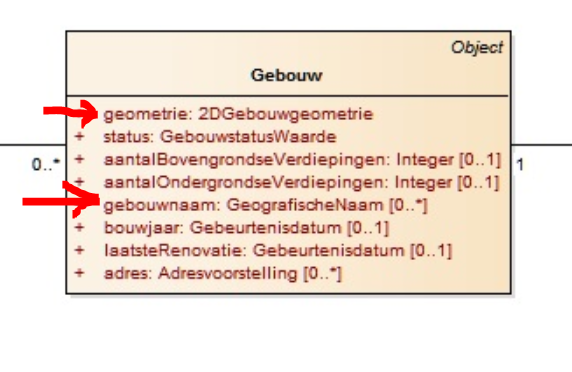 Object
Gebouw
geometrie: 2DGebouwgeometrie
+ status: GebouwstatusWaarde
+ aantalBovengrondseVerdiepingen: Integer [0..1]
0..*
1
+ aantalOndergrondseVerdiepingen: Integer [0..1]
gebouwnaam: GeografischeNaam [0..*]
+ bouwjaar: Gebeurtenisdatum [0..1]
+ laatsteRenovatie: Gebeurtenisdatum [0..1]
+ adres: Adresvoorstelling [0..*]